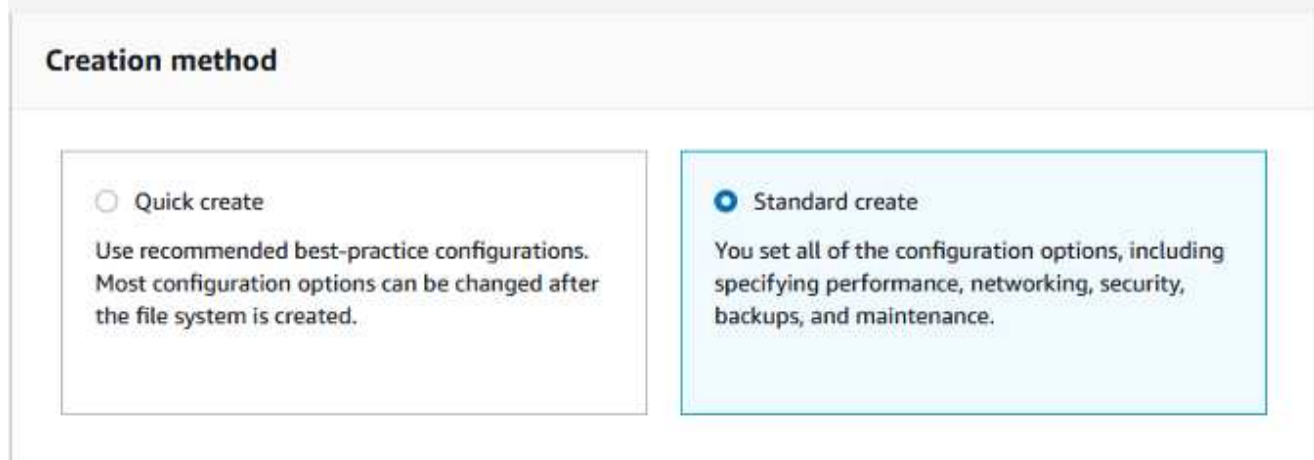 Creation method
Quick create
Use recommended best-practice configurations.
Most configuration options can be changed after
the file system is created.
Standard create
You set all of the configuration options, including
specifying performance, networking, security,
backups, and maintenance.